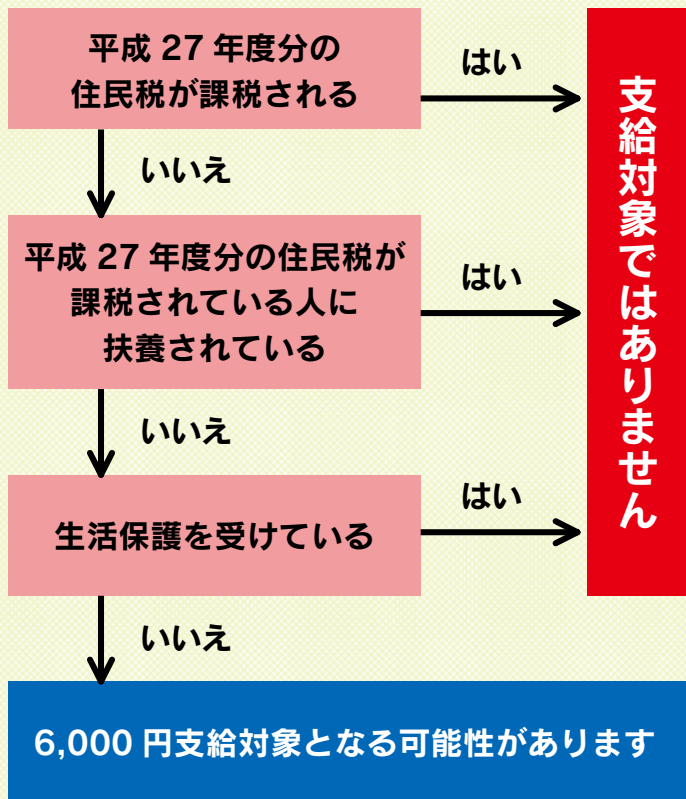 平成 27 年度分の
住民税が課税される
はい
いいえ
平成 27 年度分の住民税が
課税されている人に
扶養されている
はい
いいえ
生活保護を受けている
はい
いいえ
支給対象ではありません
6,000 円支給対象となる可能性があります